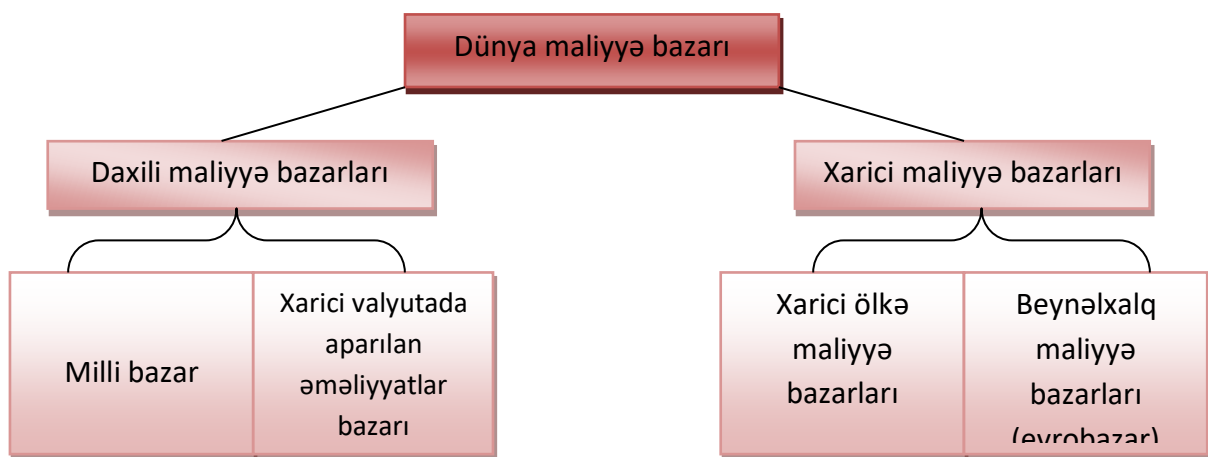 Dünya maliyyə bazarı
Daxili maliyyə bazarları
Xarici maliyyə bazarları
Milli bazar
Xarici valyutada
aparılan
əməliyyatlar
bazarı
Xarici ölkə
maliyyə
bazarları
Beynəlxalq
maliyyə
bazarları
(evrobazar)